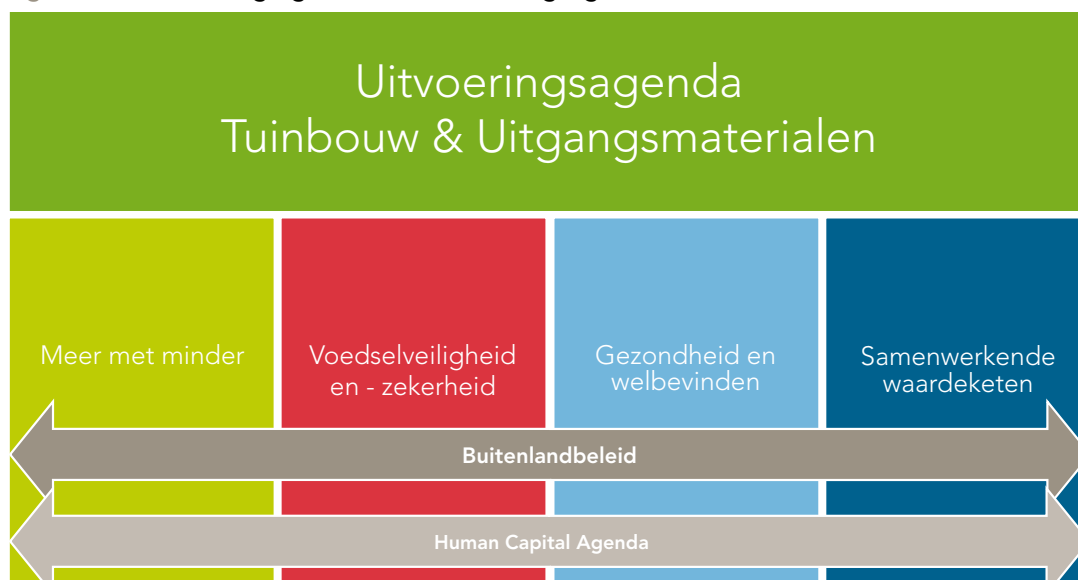 Uitvoeringsagenda
Tuinbouw & Uitgangsmaterialen
Meer met minder
Voedselveiligheid
en - zekerheid
Gezondheid en
welbevinden
Samenwerkende
waardeketen
Buitenlandbeleid
Human Capital Agenda